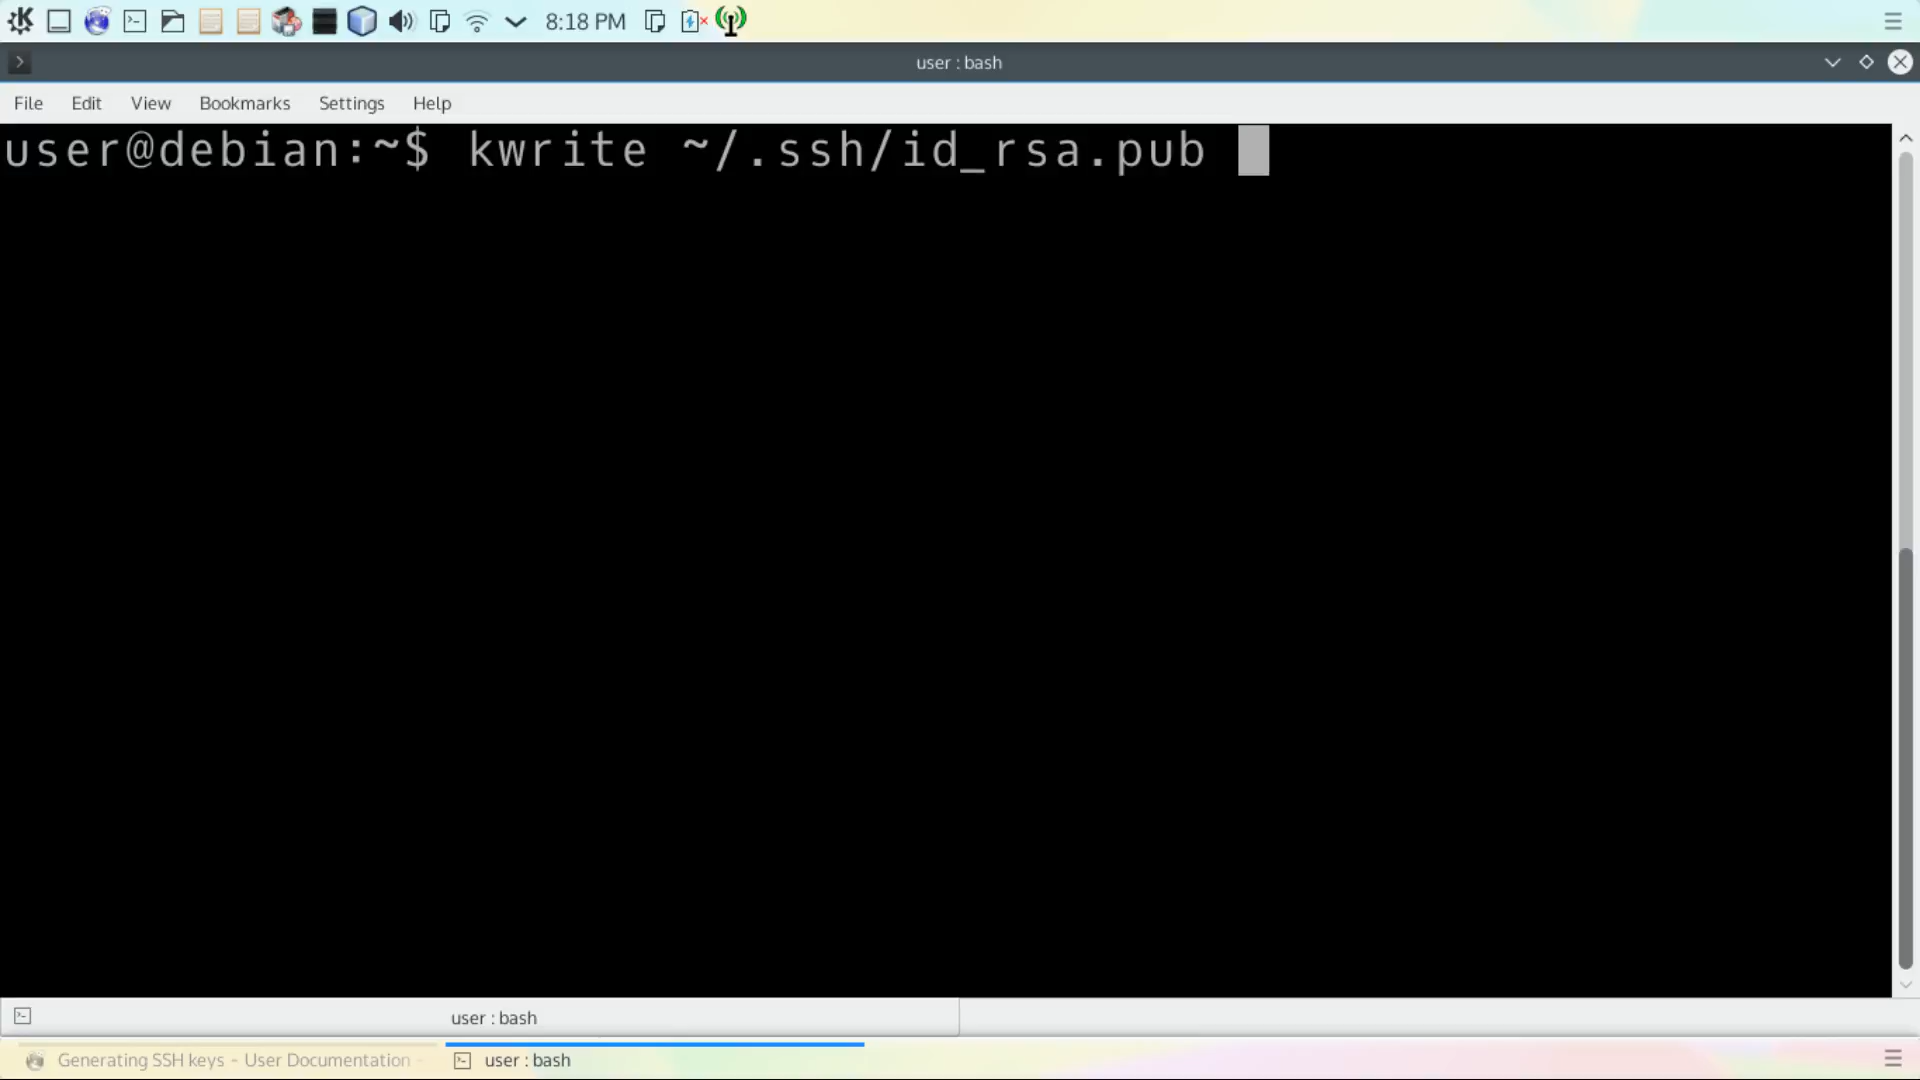 8:18 PM
user : bash
File Edit View Bookmarks Settings Help
user@debian:~$ kwrite ~/.ssh/id_rsa.pub
user : bash
Generating SSH keys - User Documentation -
user : bash